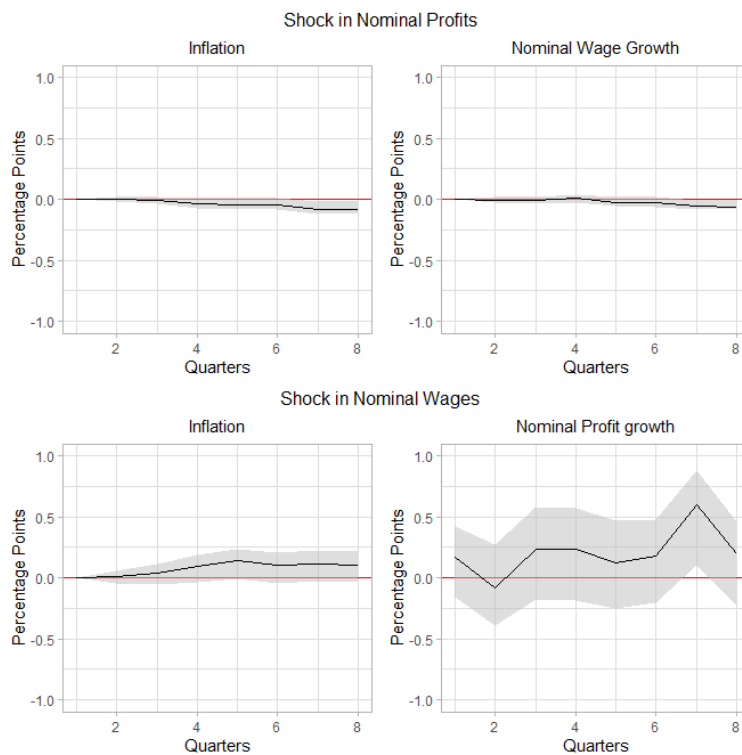 Shock in Nominal Profits
Inflation
Nominal Wage Growth
Percentage Points
1.0
0.5
0.0
-0.5
-1.0
2 4 6 8
Quarters
Percentage Points
1.0
0.5
0.0
-0.5
-1.0
2 4 6 8
Quarters
Shock in Nominal Wages
Inflation
Nominal Profit growth
Percentage Points
1.0
0.5
0.0
-0.5
-1.0
2 4 6 8
Quarters
Percentage Points
1.0
0.5
0.0
-0.5
-1.0
2 4 6 8
Quarters